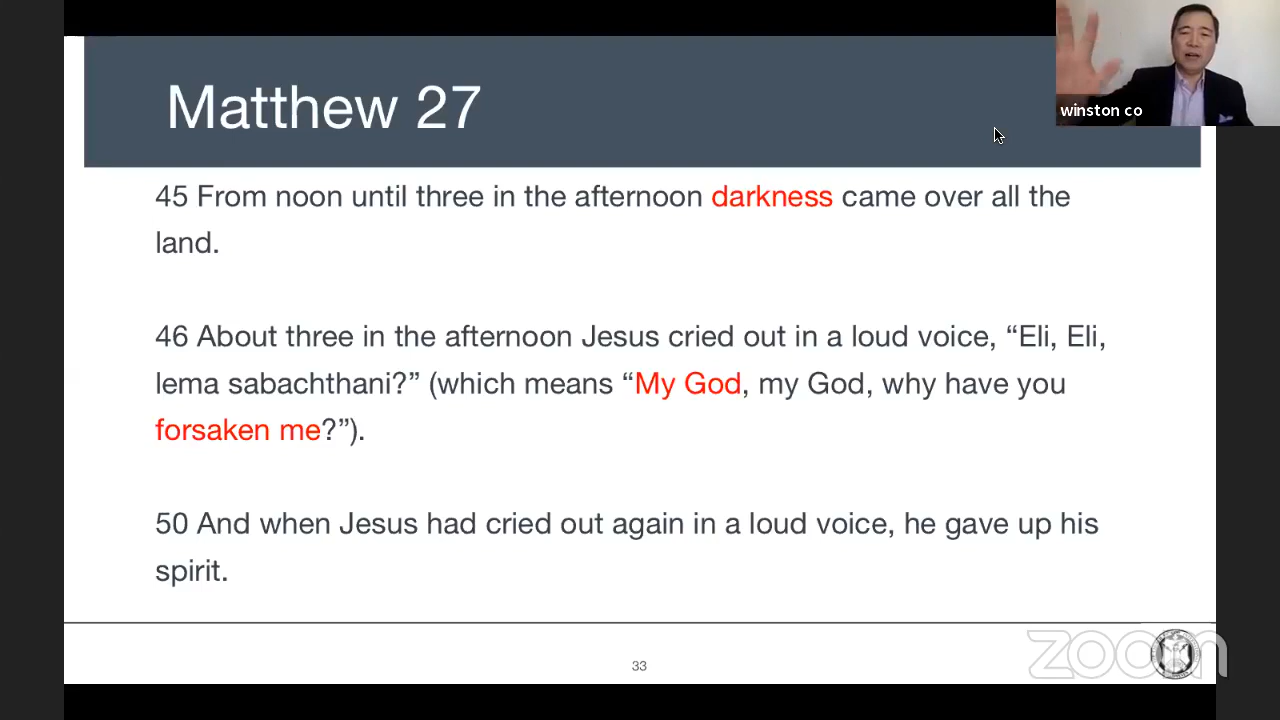 Matthew 27
winston co
45 From noon until three in the afternoon darkness came over all the
land.
46 About three in the afternoon Jesus cried out in a loud voice, “Eli, Eli,
lema sabachthani?” (which means “My God, my God, why have you
forsaken me?”).
50 And when Jesus had cried out again in a loud voice, he gave up his
spirit.
33
zoom